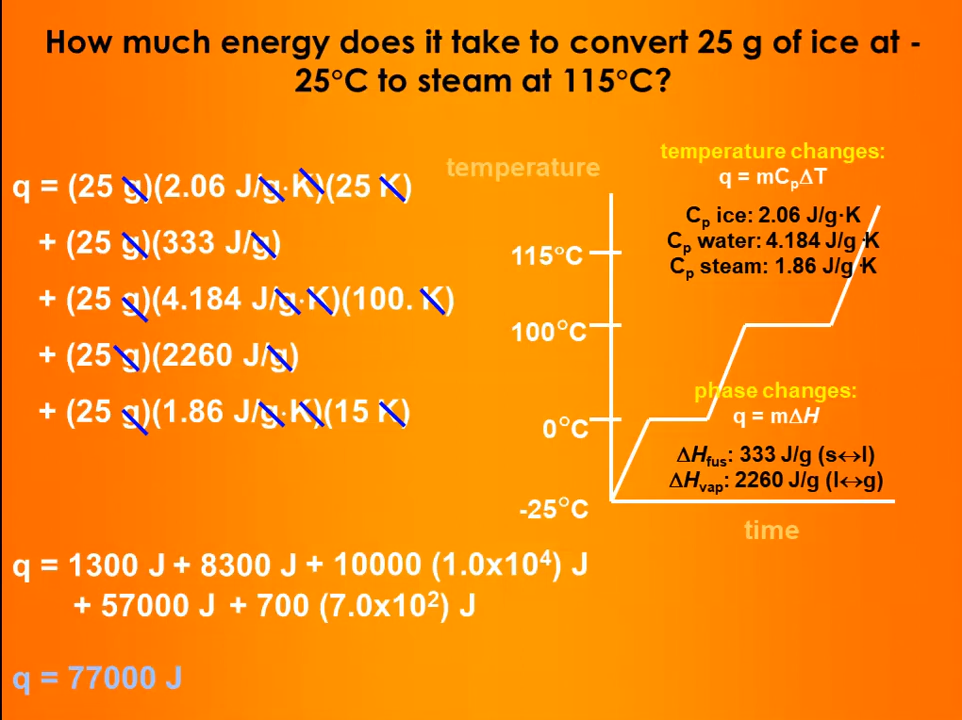 How much energy does it take to convert 25 g of ice at -
25°C to steam at 115°C?
q = (25 g)(2.06 J/g·K)(25 K)
+ (25 g)(333 J/g)
+ (25 g)(4.184 J/g·K)(100. K)
+ (25 g)(2260 J/g)
+ (25 g)(1.86 J/g·K)(15 K)
q = 1300 J + 8300 J + 10000 (1.0x10⁴) J
+ 57000 J + 700 (7.0x10²) J
q = 77000 J
temperature
115°C
100°C
0°C
-25°C
time
temperature changes:
q = mCpΔT
Cp ice: 2.06 J/g·K
Cp water: 4.184 J/g·K
Cp steam: 1.86 J/g·K
phase changes:
q = mΔH
ΔHfus: 333 J/g (s↔l)
ΔHvap: 2260 J/g (l↔g)